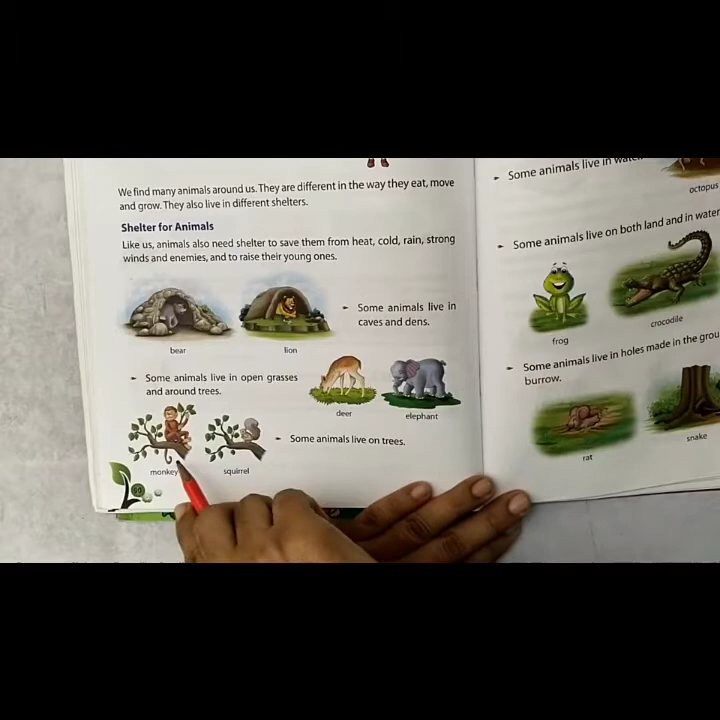 We find many animals around us. They are different in the way they eat, move
and grow. They also live in different shelters.
Shelter for Animals
Like us, animals also need shelter to save them from heat, cold, rain, strong
winds and enemies, and to raise their young ones.
bear
lion
- Some animals live in
caves and dens.
- Some animals live in open grasses
and around trees.
deer
elephant
monkey
squirrel
- Some animals live on trees.
- Some animals live in water.
octopus
- Some animals live on both land and in water
frog
crocodile
- Some animals live in holes made in the
burrow.
rat
snake